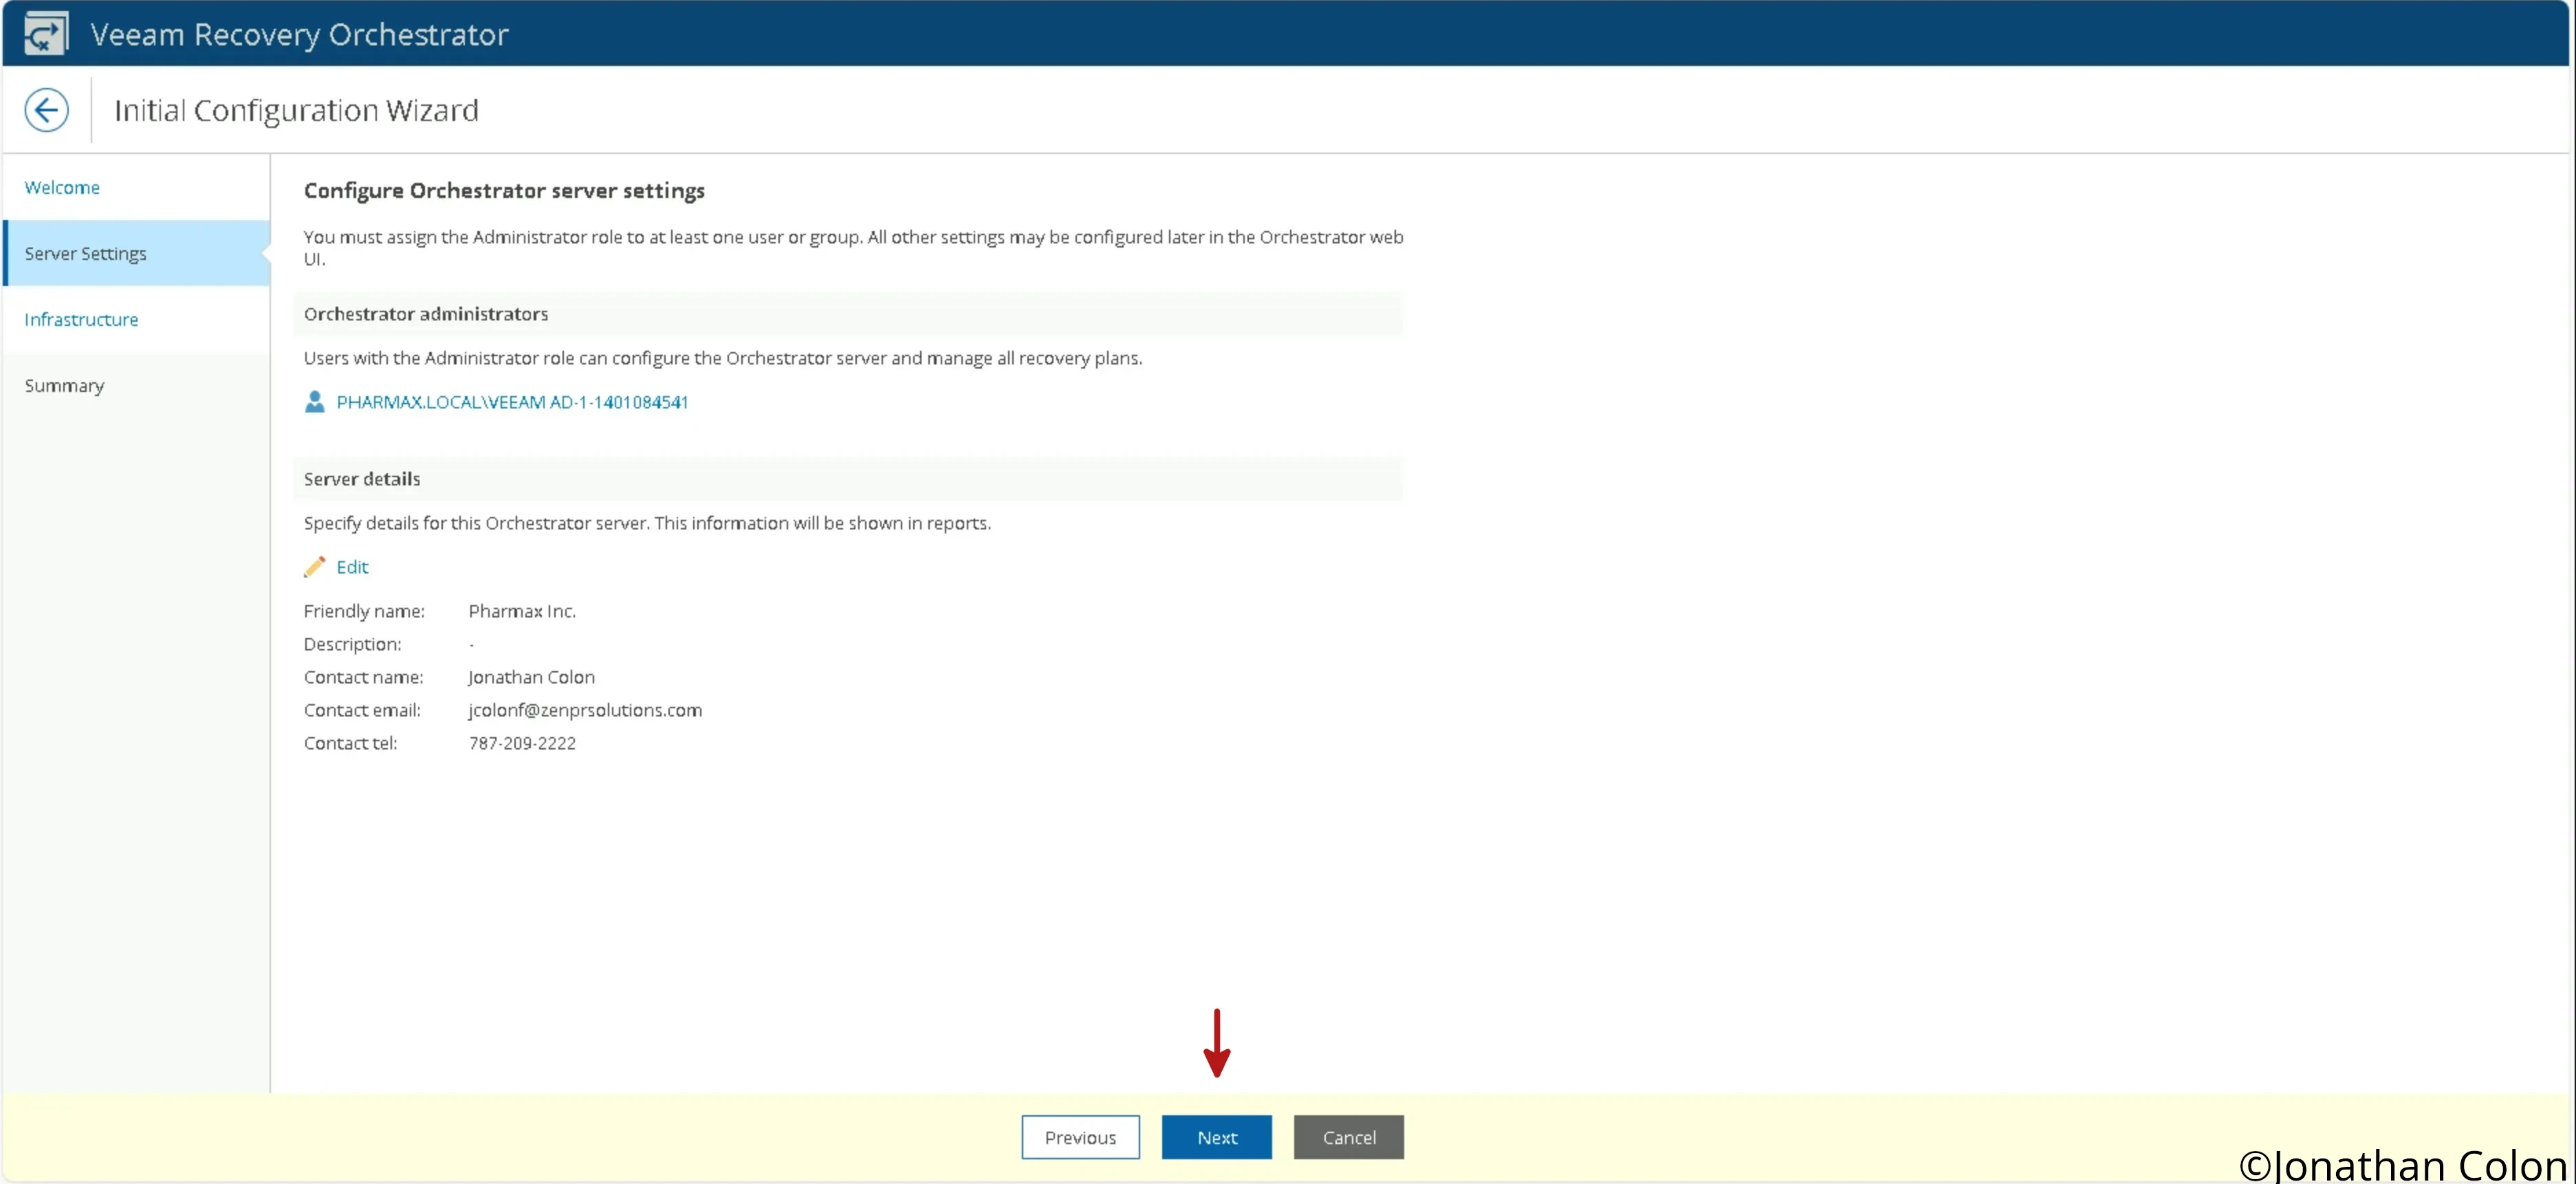 Veeam Recovery Orchestrator
Initial Configuration Wizard
Welcome
Server Settings
Infrastructure
Summary
Configure Orchestrator server settings
You must assign the Administrator role to at least one user or group. All other settings may be configured later in the Orchestrator web
UI.
Orchestrator administrators
Users with the Administrator role can configure the Orchestrator server and manage all recovery plans.
PHARMAX.LOCAL\VEEAM AD-1-1401084541
Server details
Specify details for this Orchestrator server. This information will be shown in reports.
Edit
Friendly name: Pharmax Inc.
Description: -
Contact name: Jonathan Colon
Contact email: jcolonf@zenprsolutions.com
Contact tel: 787-209-2222
Previous Next Cancel
©Jonathan Colon